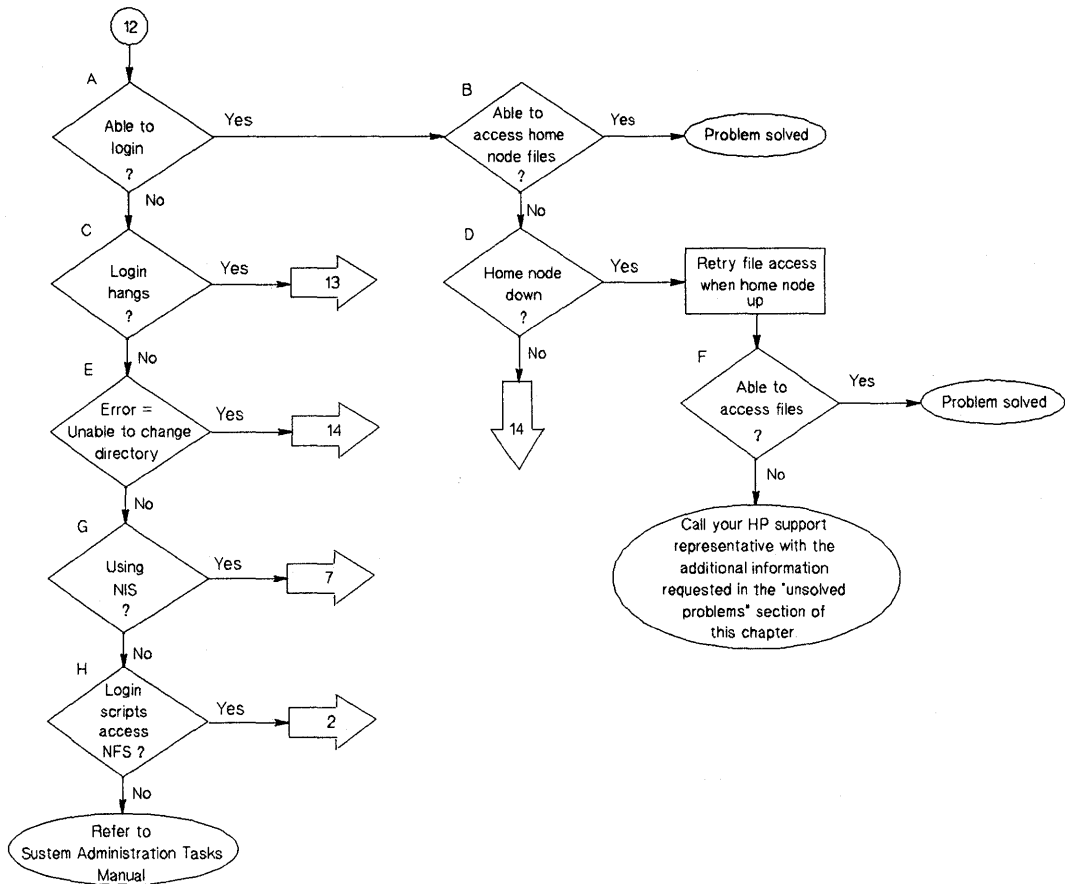 12
A
Able to
login
?
Yes
No
B
Able to
access home
node files
?
Yes
No
Problem solved
C
Login
hangs
?
Yes
No
13
D
Home node
down
?
Yes
No
14
Retry file access
when home node
up
E
Error =
Unable to change
directory
Yes
No
14
F
Able to
access files
?
Yes
No
Problem solved
Call your HP support
representative with the
additional information
requested in the "unsolved
problems" section of
this chapter.
G
Using
NIS
?
Yes
No
7
H
Login
scripts
access
NFS ?
Yes
No
2
Refer to
Sustem Administration Tasks
Manual